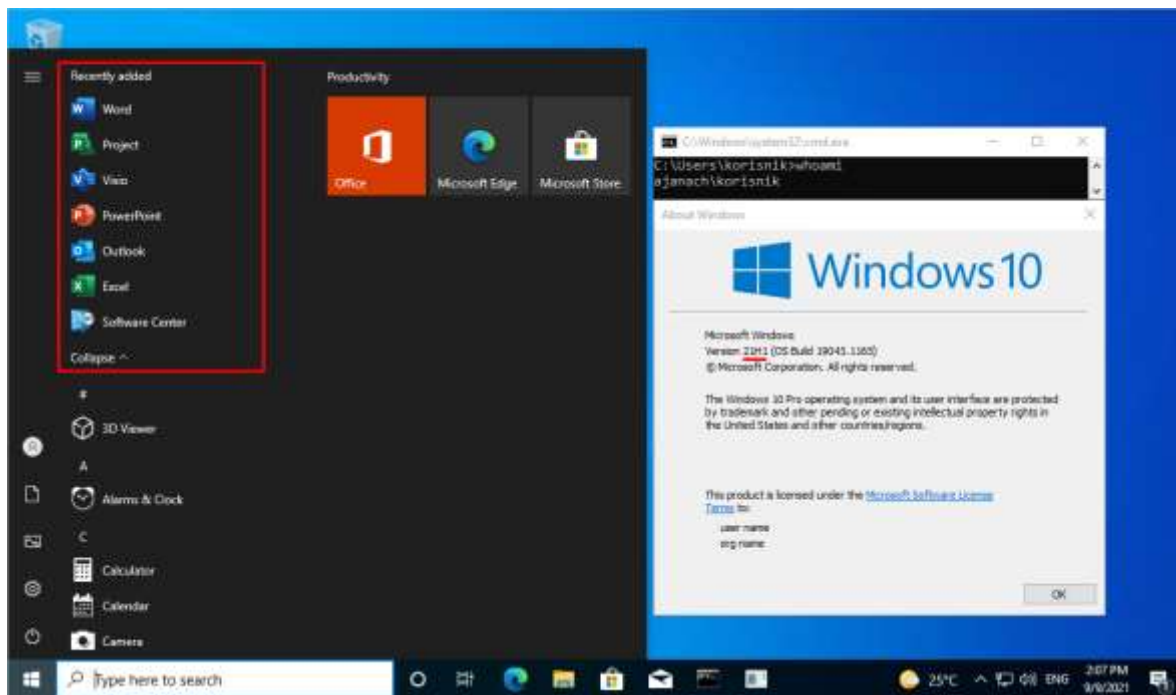 Recently added
Word
Project
Visio
PowerPoint
Outlook
Excel
Software Center
Collapse
#
3D Viewer
A
Alarms & Clock
C
Calculator
Calendar
Camera
Productivity
Office
Microsoft Edge
Microsoft Store
C:\Windows\system32\cmd.exe
C:\Users\korisnik>whoami
ajanach\korisnik
About Windows
Windows 10
Microsoft Windows
Version 21H1 (OS Build 19043.1165)
© Microsoft Corporation. All rights reserved.
The Windows 10 Pro operating system and its user interface are protected
by trademark and other pending or existing intellectual property rights in
the United States and other countries/regions.
This product is licensed under the Microsoft Software License
Terms to:
user name
org name
OK
Type here to search
25°C
ENG
2:07 PM
9/9/2021